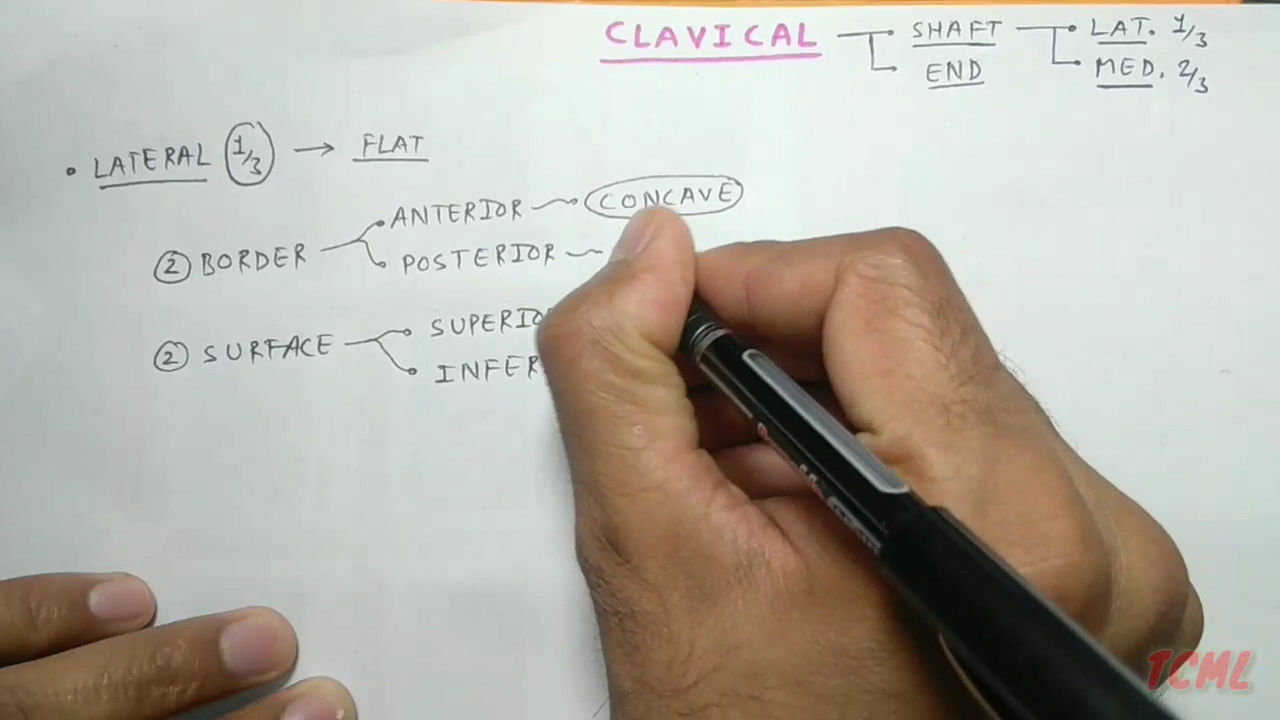 CLAVICAL SHAFT LAT. 1/3
END MED. 2/3
• LATERAL 1/3 → FLAT
ANTERIOR CONCAVE
② BORDER
POSTERIOR
② SURFACE
INFER
TCML